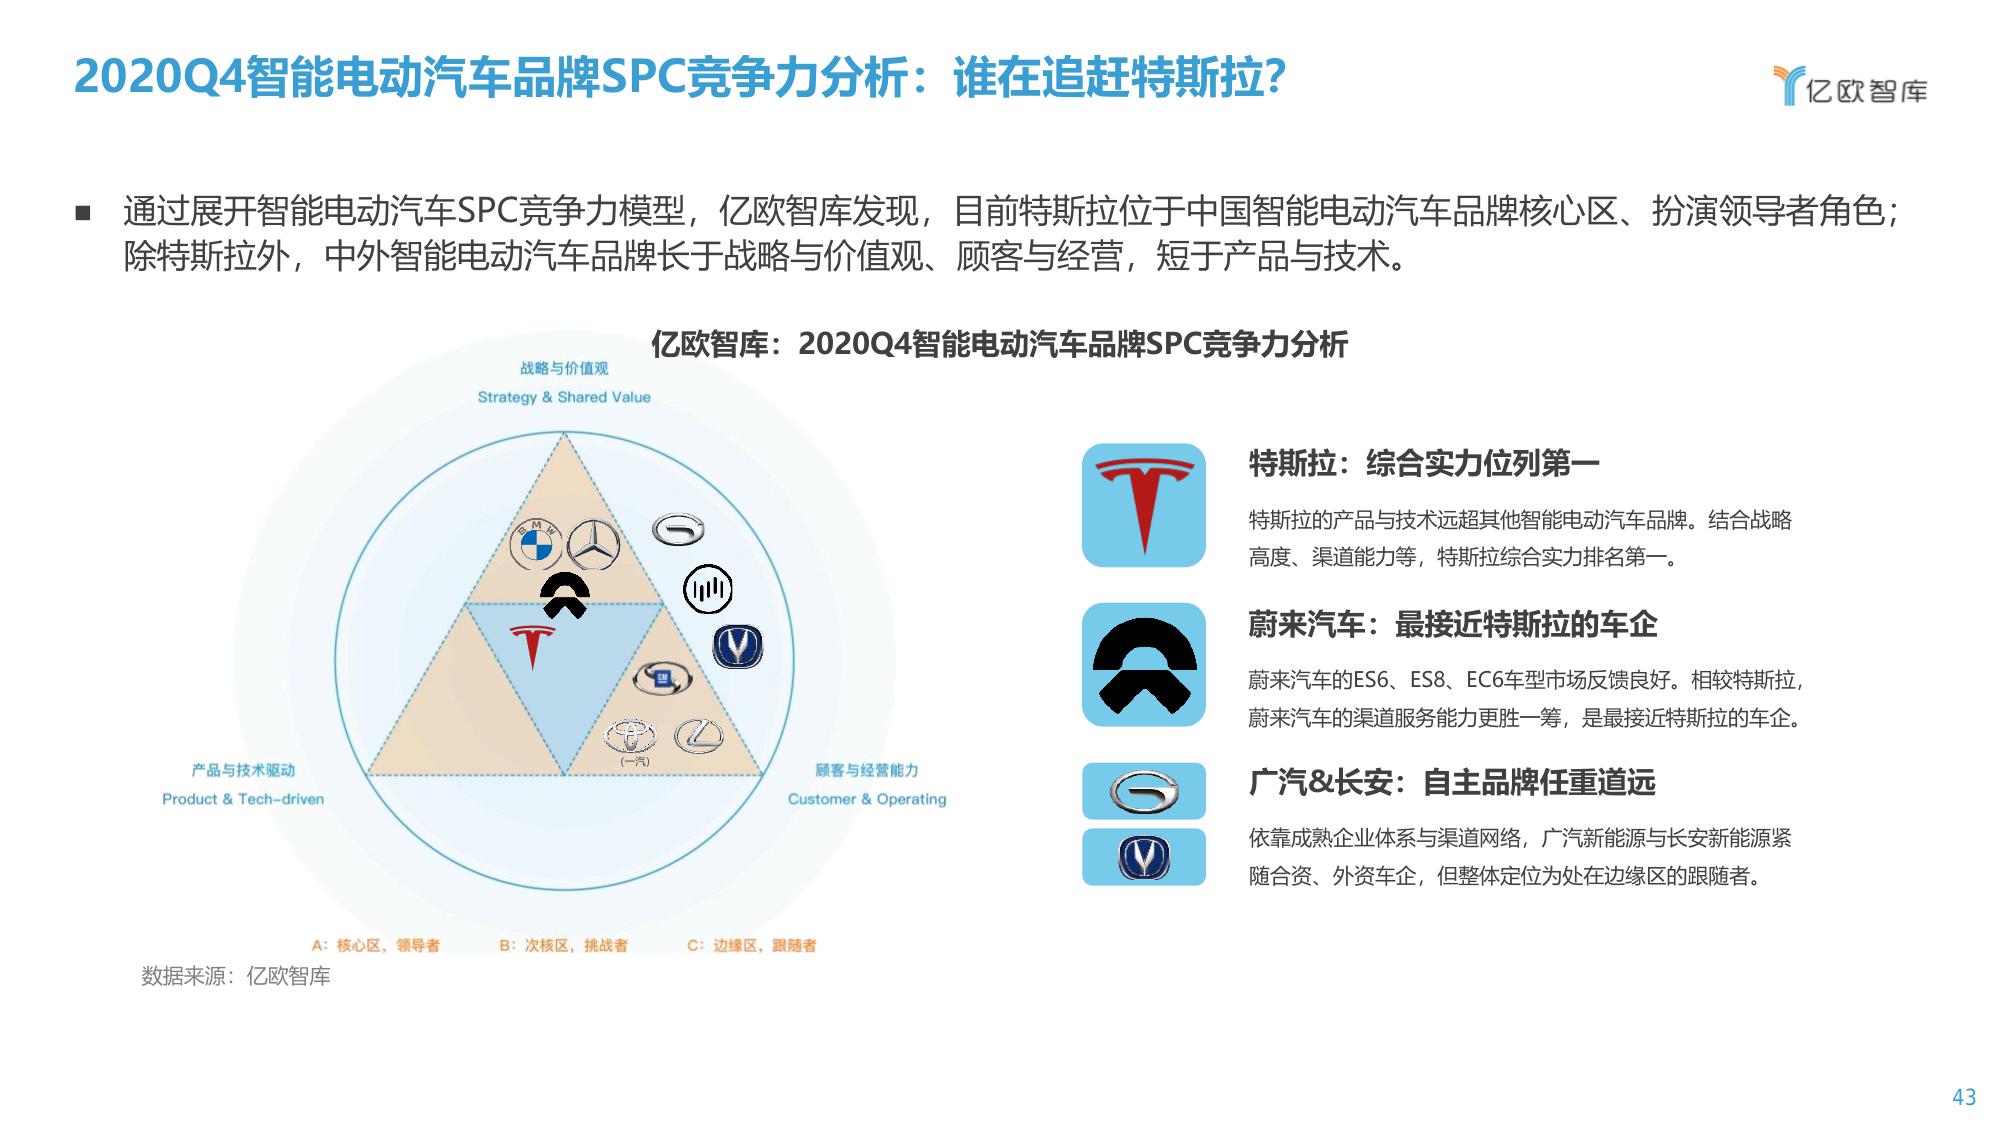 2020Q4智能电动汽车品牌SPC竞争力分析：谁在追赶特斯拉？
亿欧智库
■ 通过展开智能电动汽车SPC竞争力模型，亿欧智库发现，目前特斯拉位于中国智能电动汽车品牌核心区、扮演领导者角色；
除特斯拉外，中外智能电动汽车品牌长于战略与价值观、顾客与经营，短于产品与技术。
亿欧智库：2020Q4智能电动汽车品牌SPC竞争力分析
战略与价值观
Strategy & Shared Value
BMW
GM
(一汽)
产品与技术驱动
Product & Tech-driven
顾客与经营能力
Customer & Operating
A：核心区，领导者
B：次核区，挑战者
C：边缘区，跟随者
数据来源：亿欧智库
特斯拉：综合实力位列第一
特斯拉的产品与技术远超其他智能电动汽车品牌。结合战略
高度、渠道能力等，特斯拉综合实力排名第一。
蔚来汽车：最接近特斯拉的车企
蔚来汽车的ES6、ES8、EC6车型市场反馈良好。相较特斯拉，
蔚来汽车的渠道服务能力更胜一筹，是最接近特斯拉的车企。
广汽&长安：自主品牌任重道远
依靠成熟企业体系与渠道网络，广汽新能源与长安新能源紧
随合资、外资车企，但整体定位为处在边缘区的跟随者。
43